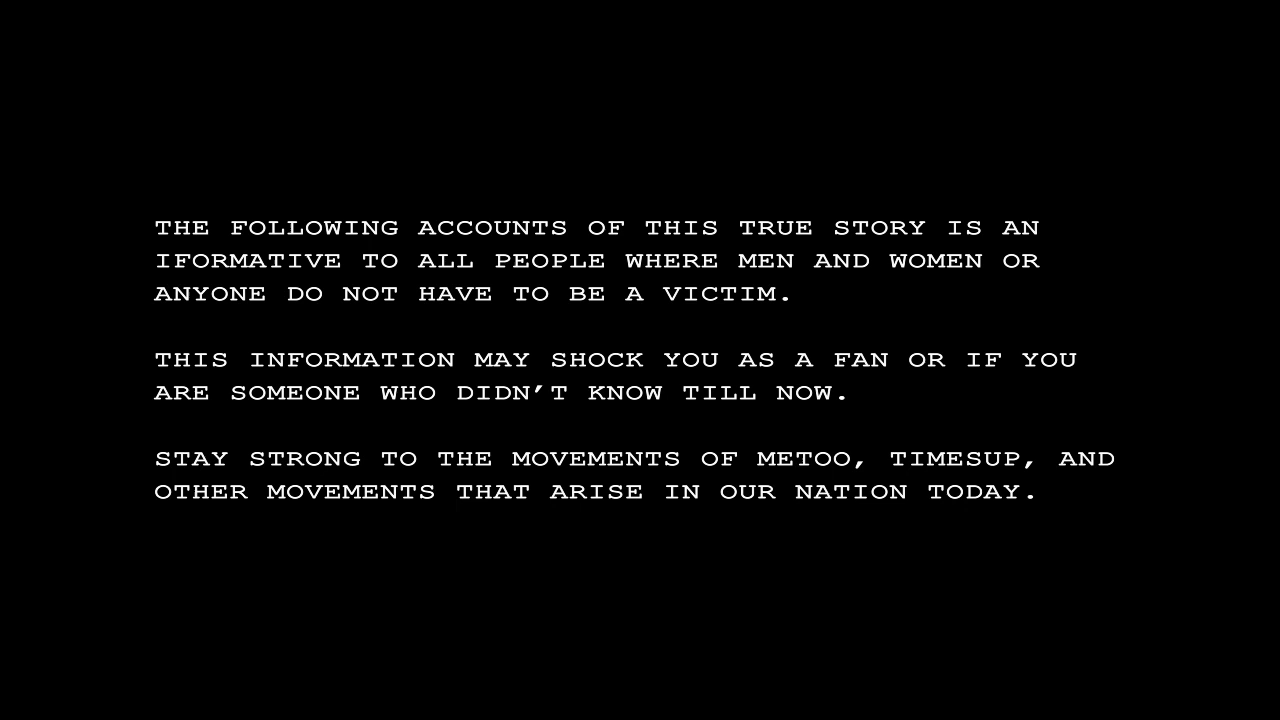 THE FOLLOWING ACCOUNTS OF THIS TRUE STORY IS AN
IFORMATIVE TO ALL PEOPLE WHERE MEN AND WOMEN OR
ANYONE DO NOT HAVE TO BE A VICTIM.
THIS INFORMATION MAY SHOCK YOU AS A FAN OR IF YOU
ARE SOMEONE WHO DIDN'T KNOW TILL NOW.
STAY STRONG TO THE MOVEMENTS OF METOO, TIMESUP, AND
OTHER MOVEMENTS THAT ARISE IN OUR NATION TODAY.